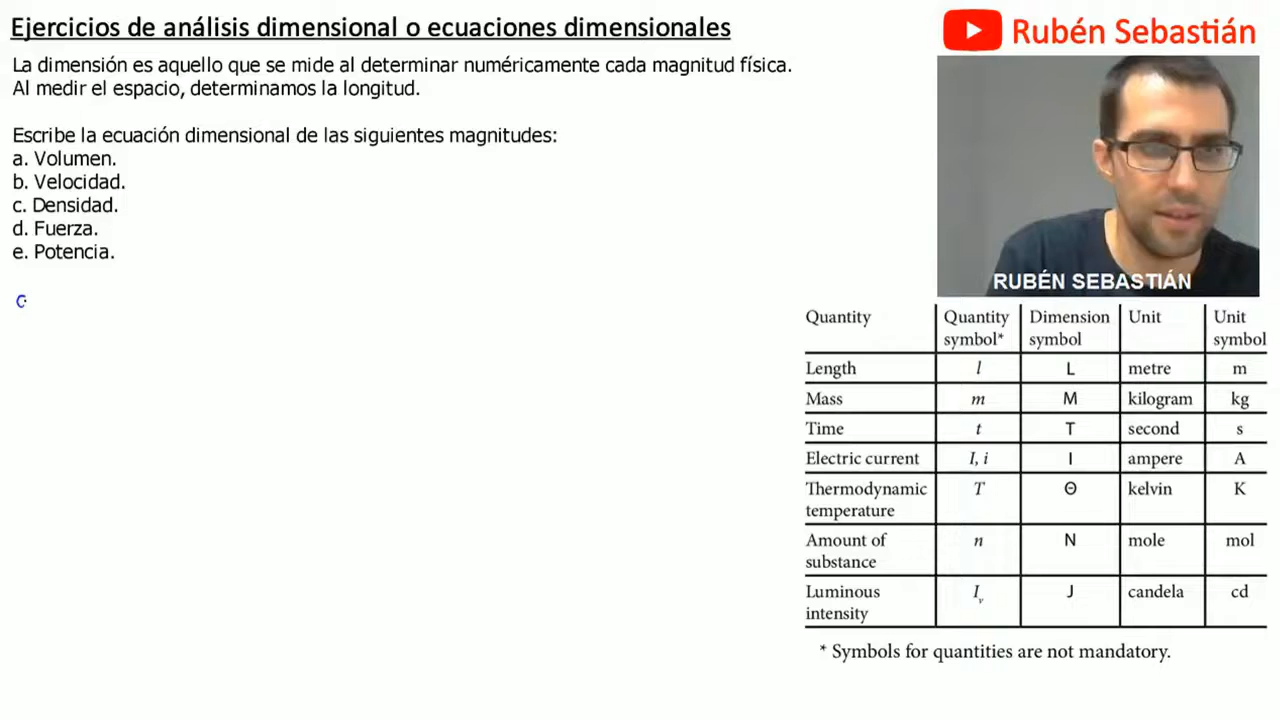 Ejercicios de análisis dimensional o ecuaciones dimensionales
Rubén Sebastián
La dimensión es aquello que se mide al determinar numéricamente cada magnitud física.
Al medir el espacio, determinamos la longitud.
Escribe la ecuación dimensional de las siguientes magnitudes:
a. Volumen.
b. Velocidad.
c. Densidad.
d. Fuerza.
e. Potencia.
RUBÉN SEBASTIÁN
Quantity Quantity symbol* Dimension symbol Unit Unit symbol
Length l L metre m
Mass m M kilogram kg
Time t T second s
Electric current I, i I ampere A
Thermodynamic temperature T Θ kelvin K
Amount of substance n N mole mol
Luminous intensity Iv J candela cd
* Symbols for quantities are not mandatory.